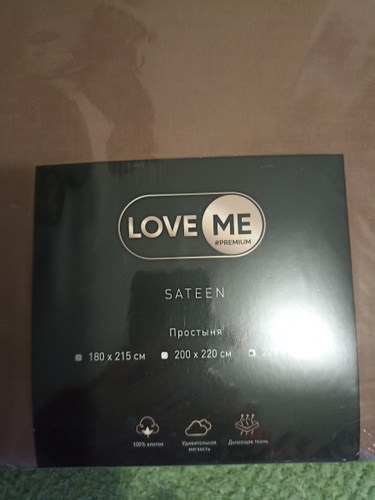 LOVE ME
#PREMIUM
SATEEN
Простыня
180 х 215 см 200 х 220 см
100% хлопок Удивительная мягкость Дышащая ткань